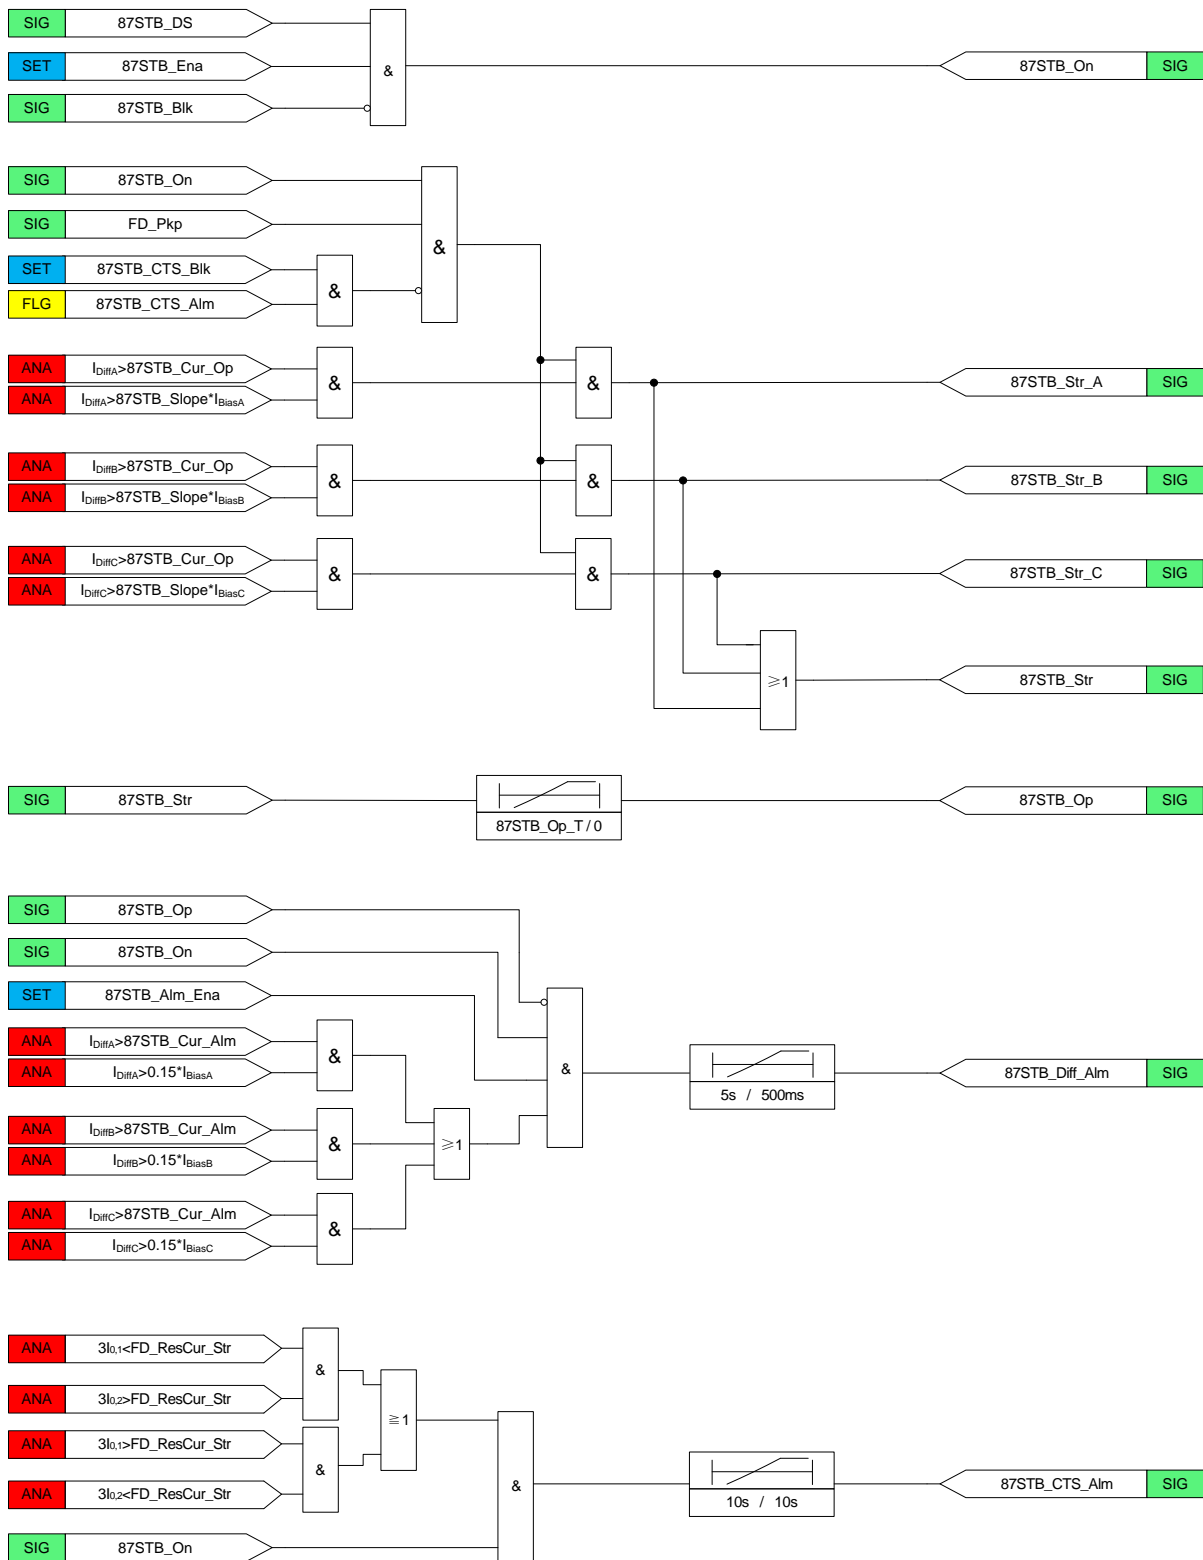 SIG 87STB_DS
SET 87STB_Ena & 87STB_On SIG
SIG 87STB_Blk
SIG 87STB_On
SIG FD_Pkp
&
SET 87STB_CTS_Blk
&
FLG 87STB_CTS_Alm
ANA IDiffA>87STB_Cur_Op
& & 87STB_Str_A SIG
ANA IDiffA>87STB_Slope*IBiasA
ANA IDiffB>87STB_Cur_Op
& & 87STB_Str_B SIG
ANA IDiffB>87STB_Slope*IBiasB
ANA IDiffC>87STB_Cur_Op
& & 87STB_Str_C SIG
ANA IDiffC>87STB_Slope*IBiasC
≥1 87STB_Str SIG
SIG 87STB_Str 87STB_Op SIG
87STB_Op_T / 0
SIG 87STB_Op
SIG 87STB_On
SET 87STB_Alm_Ena
ANA IDiffA>87STB_Cur_Alm
&
ANA IDiffA>0.15*IBiasA
& 87STB_Diff_Alm SIG
5s / 500ms
ANA IDiffB>87STB_Cur_Alm
& ≥1
ANA IDiffB>0.15*IBiasB
ANA IDiffC>87STB_Cur_Alm
&
ANA IDiffC>0.15*IBiasC
ANA 3I0,1<FD_ResCur_Str
&
ANA 3I0,2>FD_ResCur_Str
≧1
ANA 3I0,1>FD_ResCur_Str
&
ANA 3I0,2<FD_ResCur_Str
& 87STB_CTS_Alm SIG
10s / 10s
SIG 87STB_On